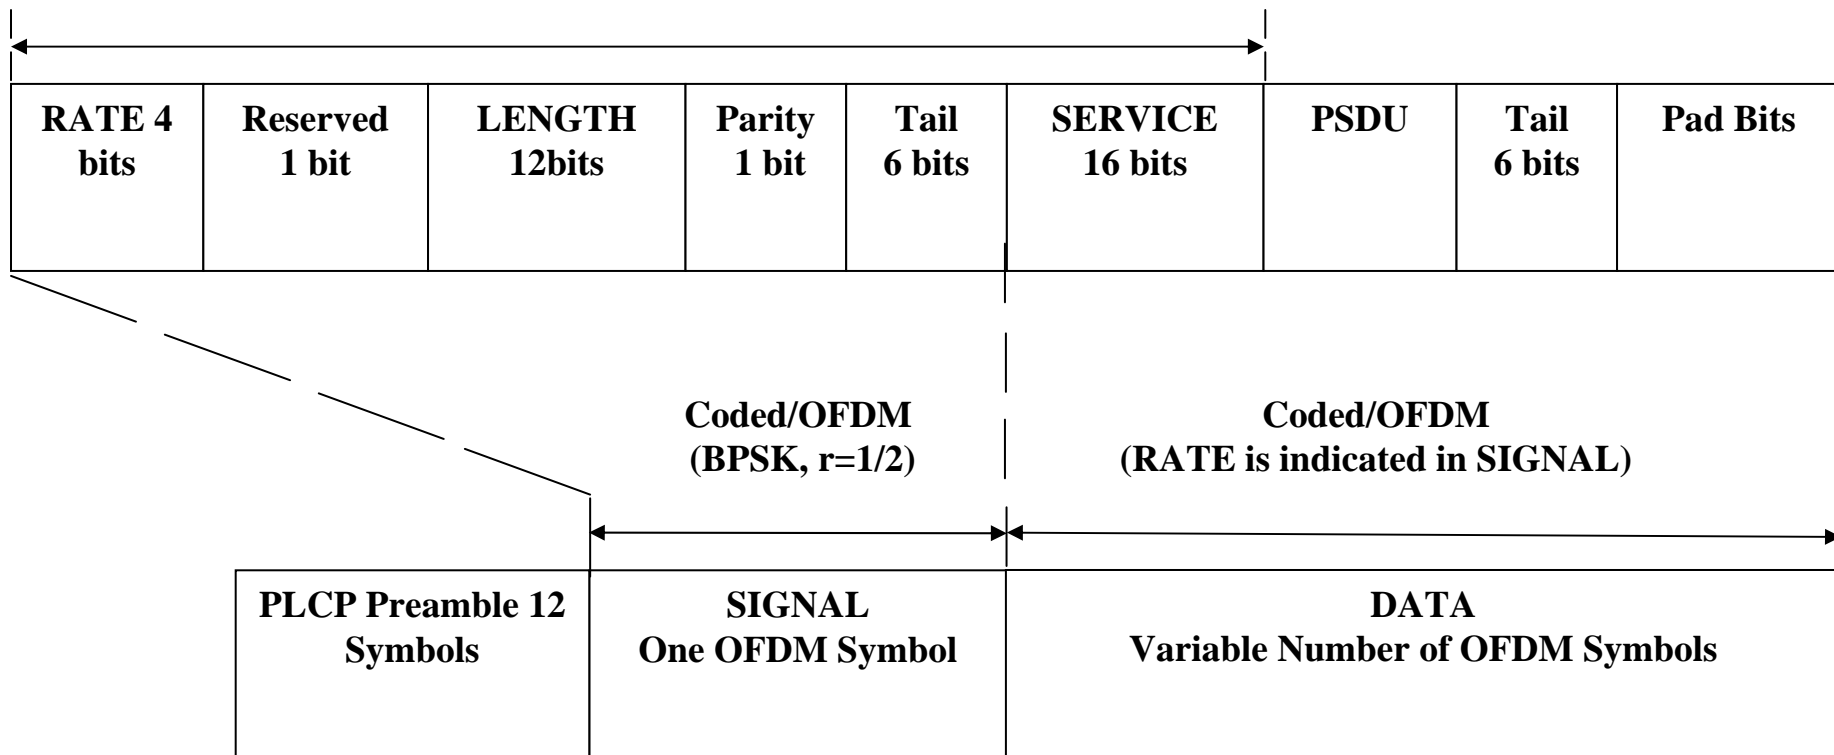 RATE 4
bits
Reserved
1 bit
LENGTH
12bits
Parity
1 bit
Tail
6 bits
SERVICE
16 bits
PSDU
Tail
6 bits
Pad Bits
Coded/OFDM
(BPSK, r=1/2)
Coded/OFDM
(RATE is indicated in SIGNAL)
PLCP Preamble 12
Symbols
SIGNAL
One OFDM Symbol
DATA
Variable Number of OFDM Symbols